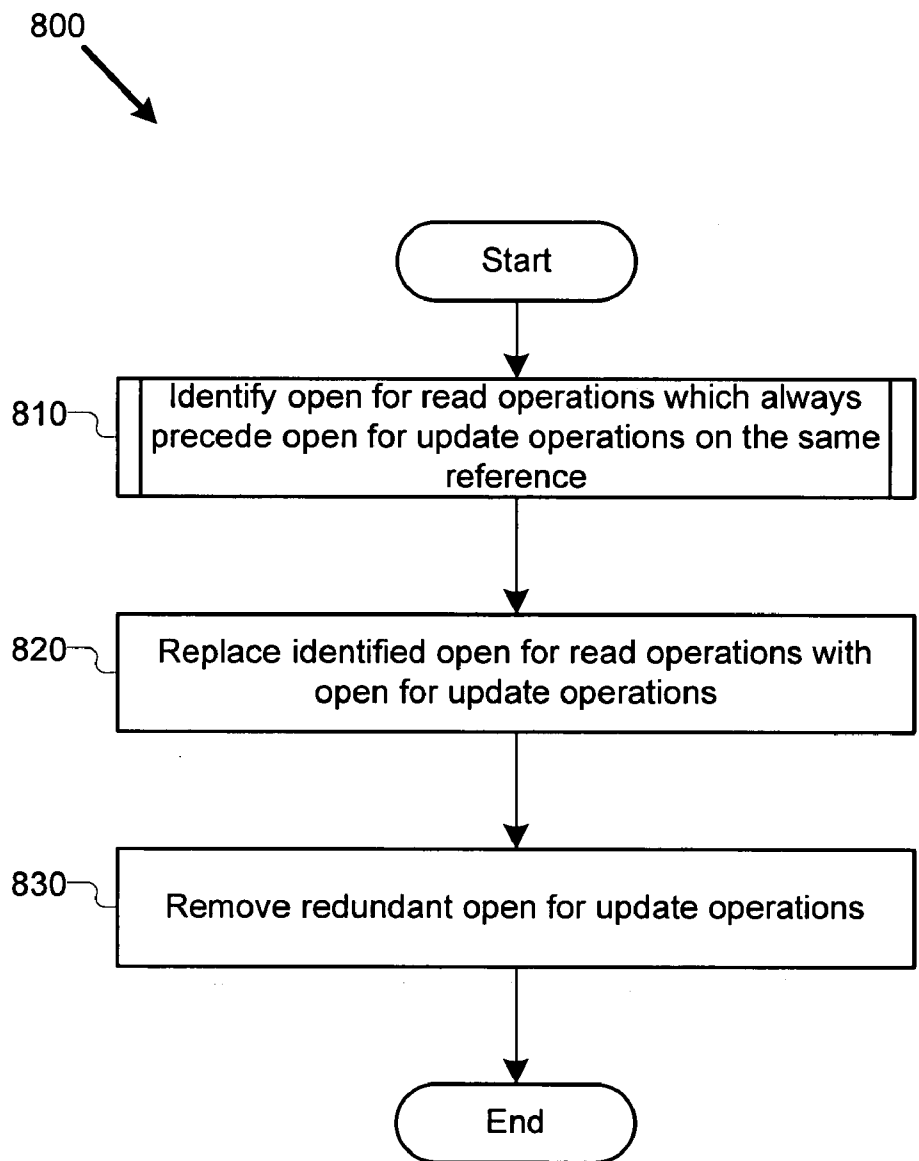 800
Start
810
Identify open for read operations which always
precede open for update operations on the same
reference
820
Replace identified open for read operations with
open for update operations
830
Remove redundant open for update operations
End